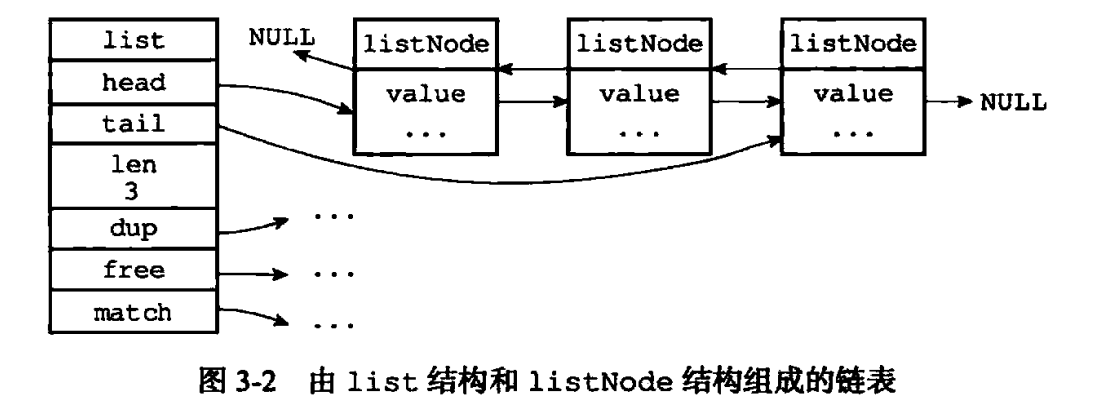 list
head
tail
len
3
dup
free
match
NULL
listNode
value
...
listNode
value
...
listNode
value
...
NULL
...
...
...
图 3-2 由 list 结构和 listNode 结构组成的链表